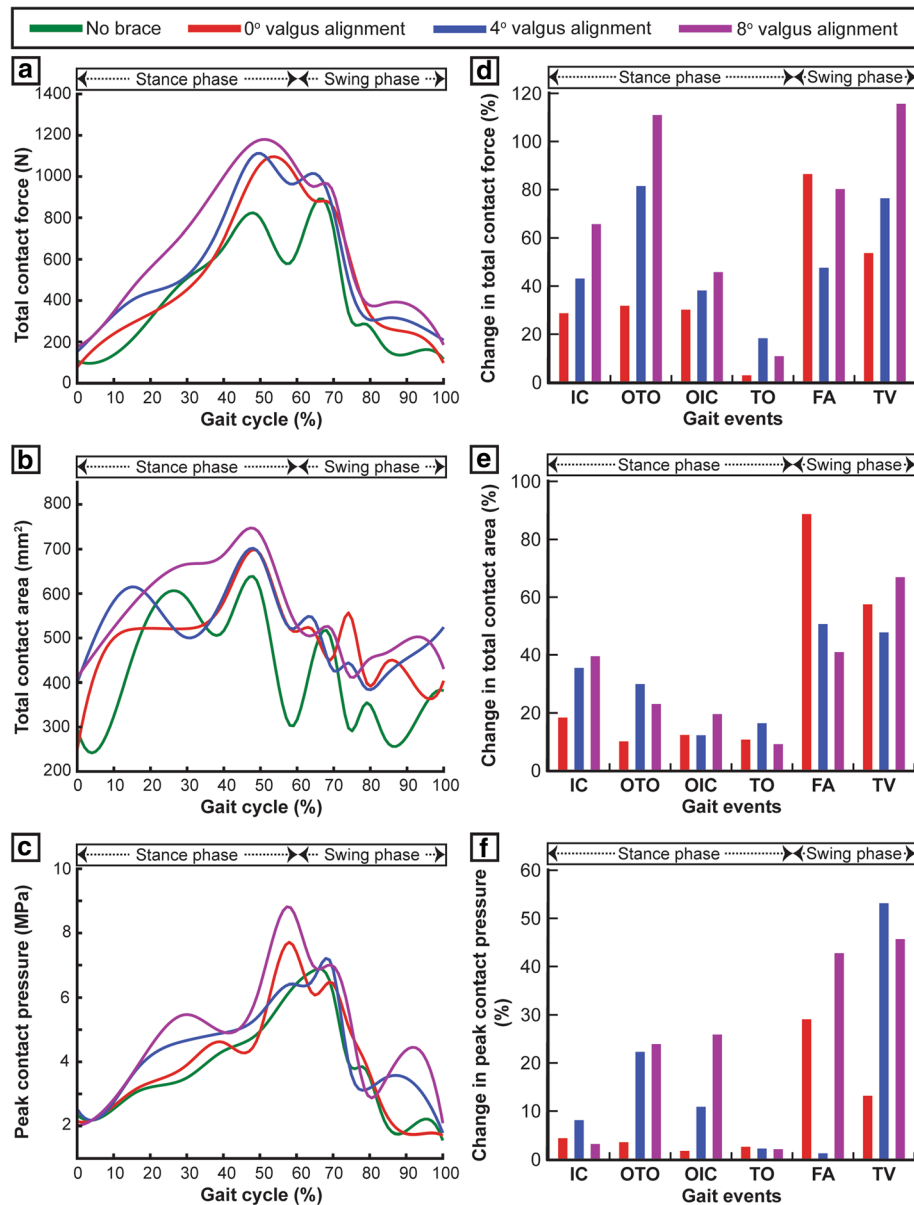 No brace 0° valgus alignment 4° valgus alignment 8° valgus alignment
a
Stance phase Swing phase
1400
1200
1000
800
600
400
200
0
Total contact force (N)
0 10 20 30 40 50 60 70 80 90 100
Gait cycle (%)
d
Stance phase Swing phase
120
100
80
60
40
20
0
Change in total contact force (%)
IC OTO OIC TO FA TV
Gait events
b
Stance phase Swing phase
800
700
600
500
400
300
200
Total contact area (mm²)
0 10 20 30 40 50 60 70 80 90 100
Gait cycle (%)
e
Stance phase Swing phase
100
80
60
40
20
0
Change in total contact area (%)
IC OTO OIC TO FA TV
Gait events
c
Stance phase Swing phase
10
8
6
4
2
Peak contact pressure (MPa)
0 10 20 30 40 50 60 70 80 90 100
Gait cycle (%)
f
Stance phase Swing phase
60
50
40
30
20
10
0
Change in peak contact pressure
(%)
IC OTO OIC TO FA TV
Gait events